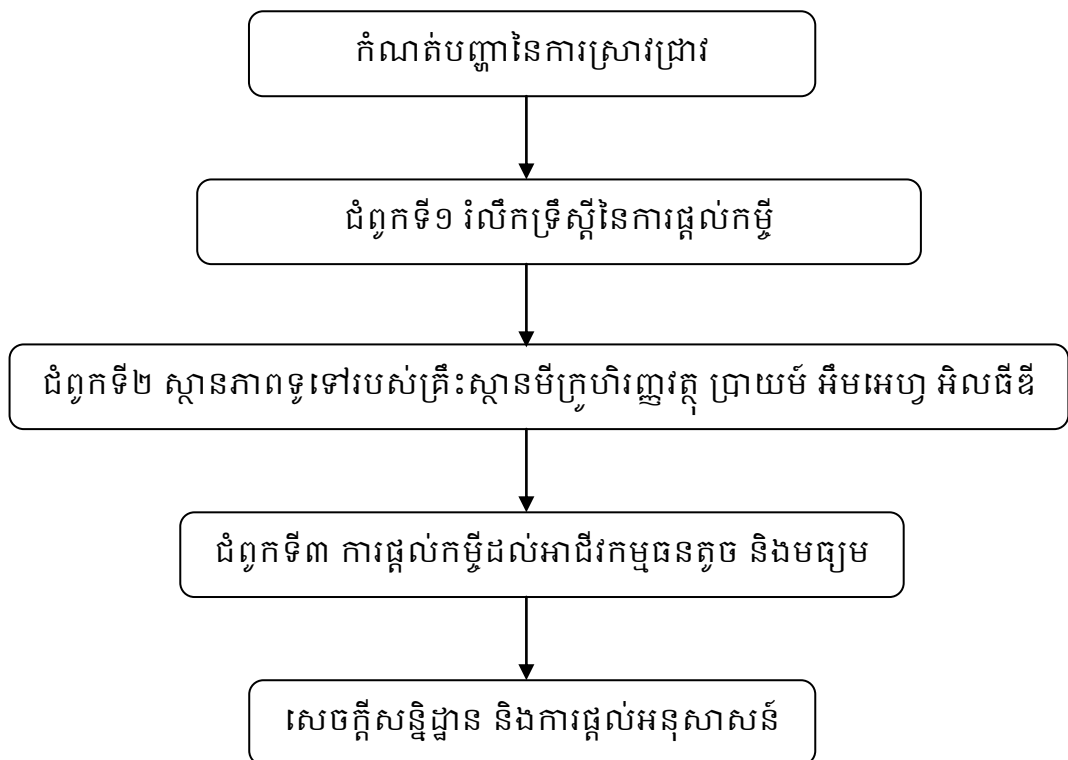 កំណត់បញ្ហានៃការស្រាវជ្រាវ
ជំពូកទី១ រំលឹកទ្រឹស្តីនៃការផ្តល់កម្ចី
ជំពូកទី២ ស្ថានភាពទូទៅរបស់គ្រឹះស្ថានមីក្រូហិរញ្ញវត្ថុ ប្រាយម៍ អឹមអេហ្វ អិលធីឌី
ជំពូកទី៣ ការផ្តល់កម្ចីដល់អាជីវកម្មធនតូច និងមធ្យម
សេចក្តីសន្និដ្ឋាន និងការផ្តល់អនុសាសន៍